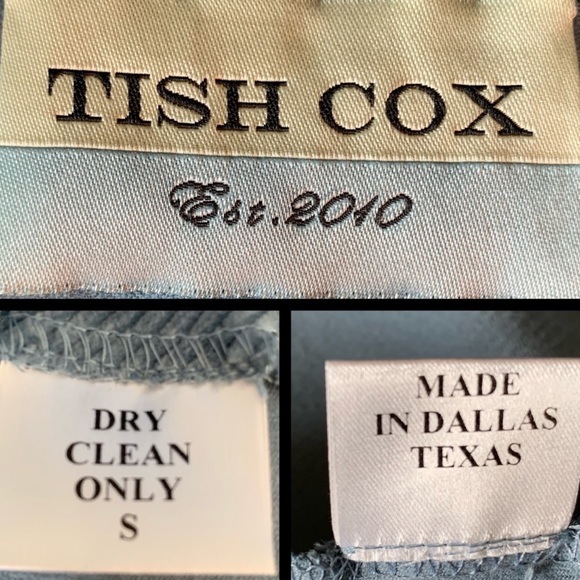 TISH COX
Est.2010
DRY
CLEAN
ONLY
S
MADE
IN DALLAS
TEXAS